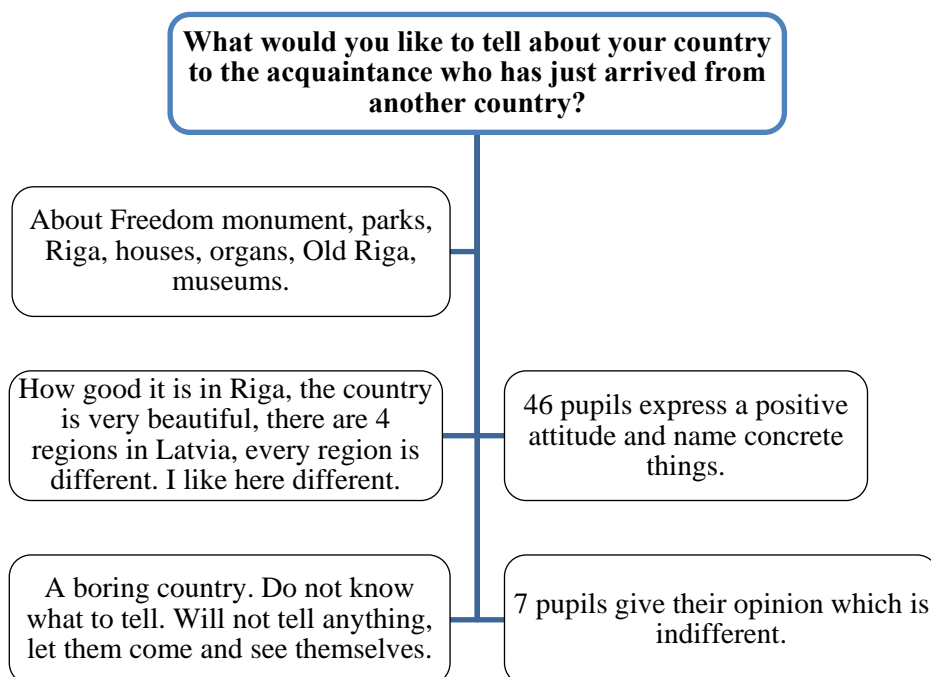 What would you like to tell about your country
to the acquaintance who has just arrived from
another country?
About Freedom monument, parks,
Riga, houses, organs, Old Riga,
museums.
How good it is in Riga, the country
is very beautiful, there are 4
regions in Latvia, every region is
different. I like here different.
46 pupils express a positive
attitude and name concrete
things.
A boring country. Do not know
what to tell. Will not tell anything,
let them come and see themselves.
7 pupils give their opinion which is
indifferent.